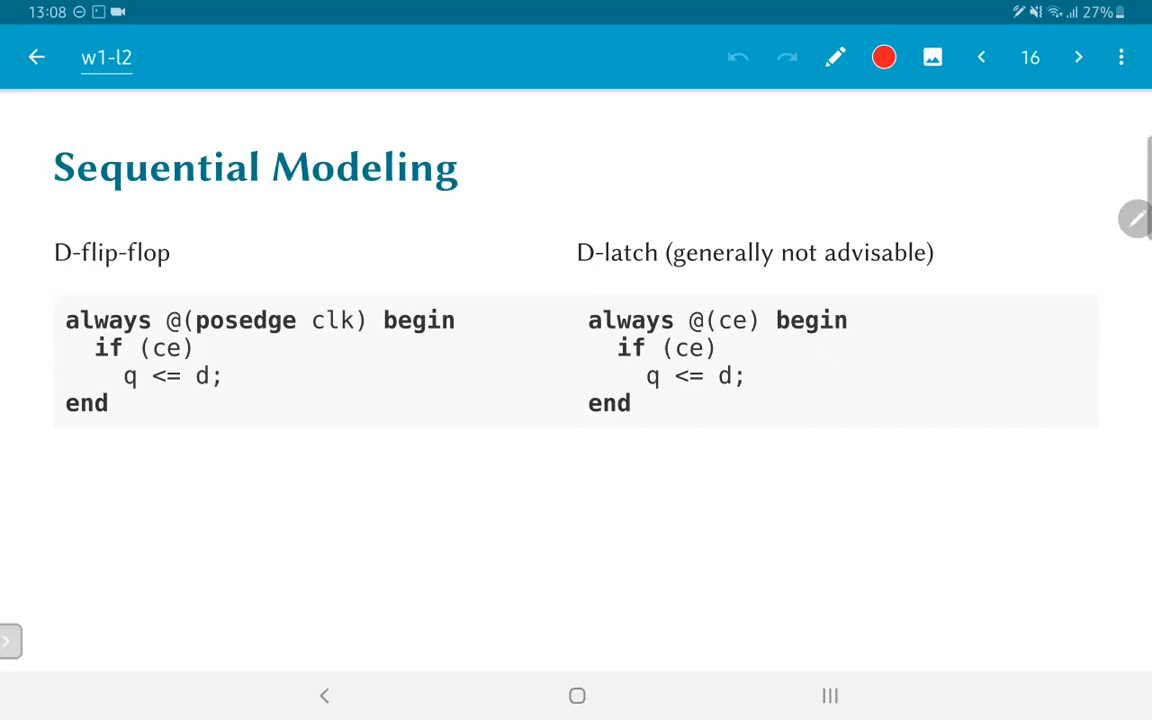 13:08 27%
w1-l2 16
Sequential Modeling
D-flip-flop
always @(posedge clk) begin
  if (ce)
    q <= d;
end
D-latch (generally not advisable)
always @(ce) begin
  if (ce)
    q <= d;
end